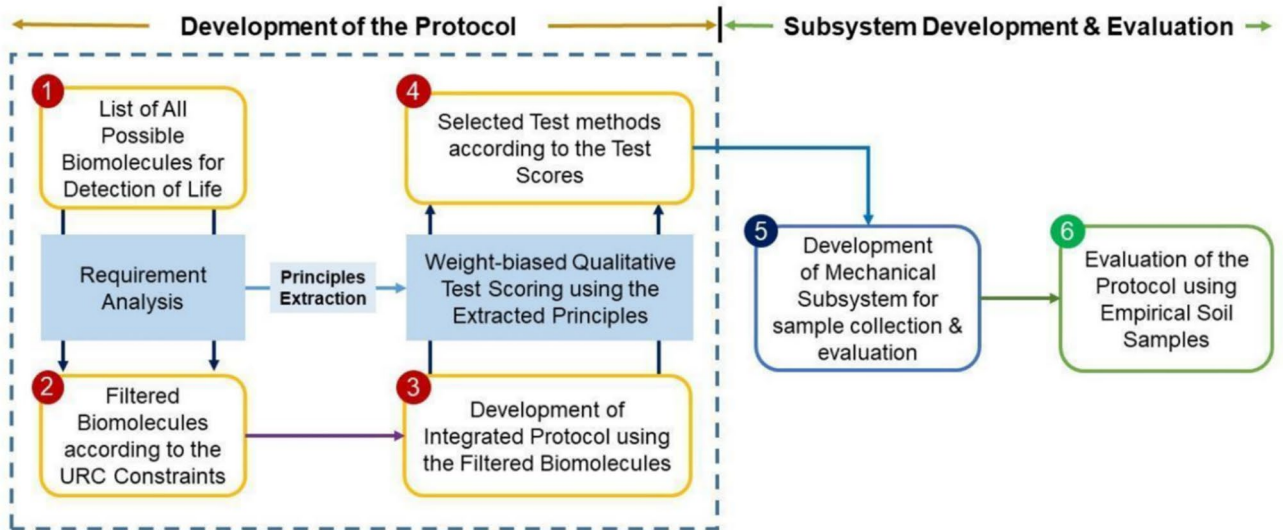 Development of the Protocol
Subsystem Development & Evaluation
1
List of All
Possible
Biomolecules for
Detection of Life
Requirement
Analysis
2
Filtered
Biomolecules
according to the
URC Constraints
Principles
Extraction
3
Development of
Integrated Protocol using
the Filtered Biomolecules
Weight-biased Qualitative
Test Scoring using the
Extracted Principles
4
Selected Test methods
according to the Test
Scores
5
Development
of Mechanical
Subsystem for
sample collection &
evaluation
6
Evaluation of the
Protocol using
Empirical Soil
Samples